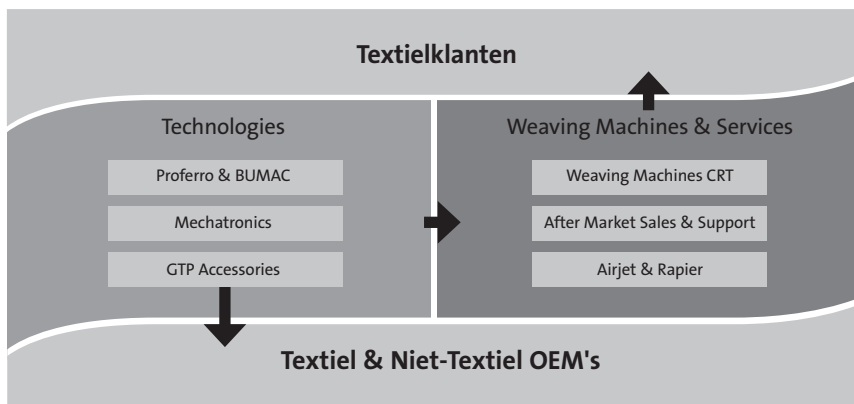 Textielklanten
Technologies
Proferro & BUMAC
Mechatronics
GTP Accessories
Weaving Machines & Services
Weaving Machines CRT
After Market Sales & Support
Airjet & Rapier
Textiel & Niet-Textiel OEM's